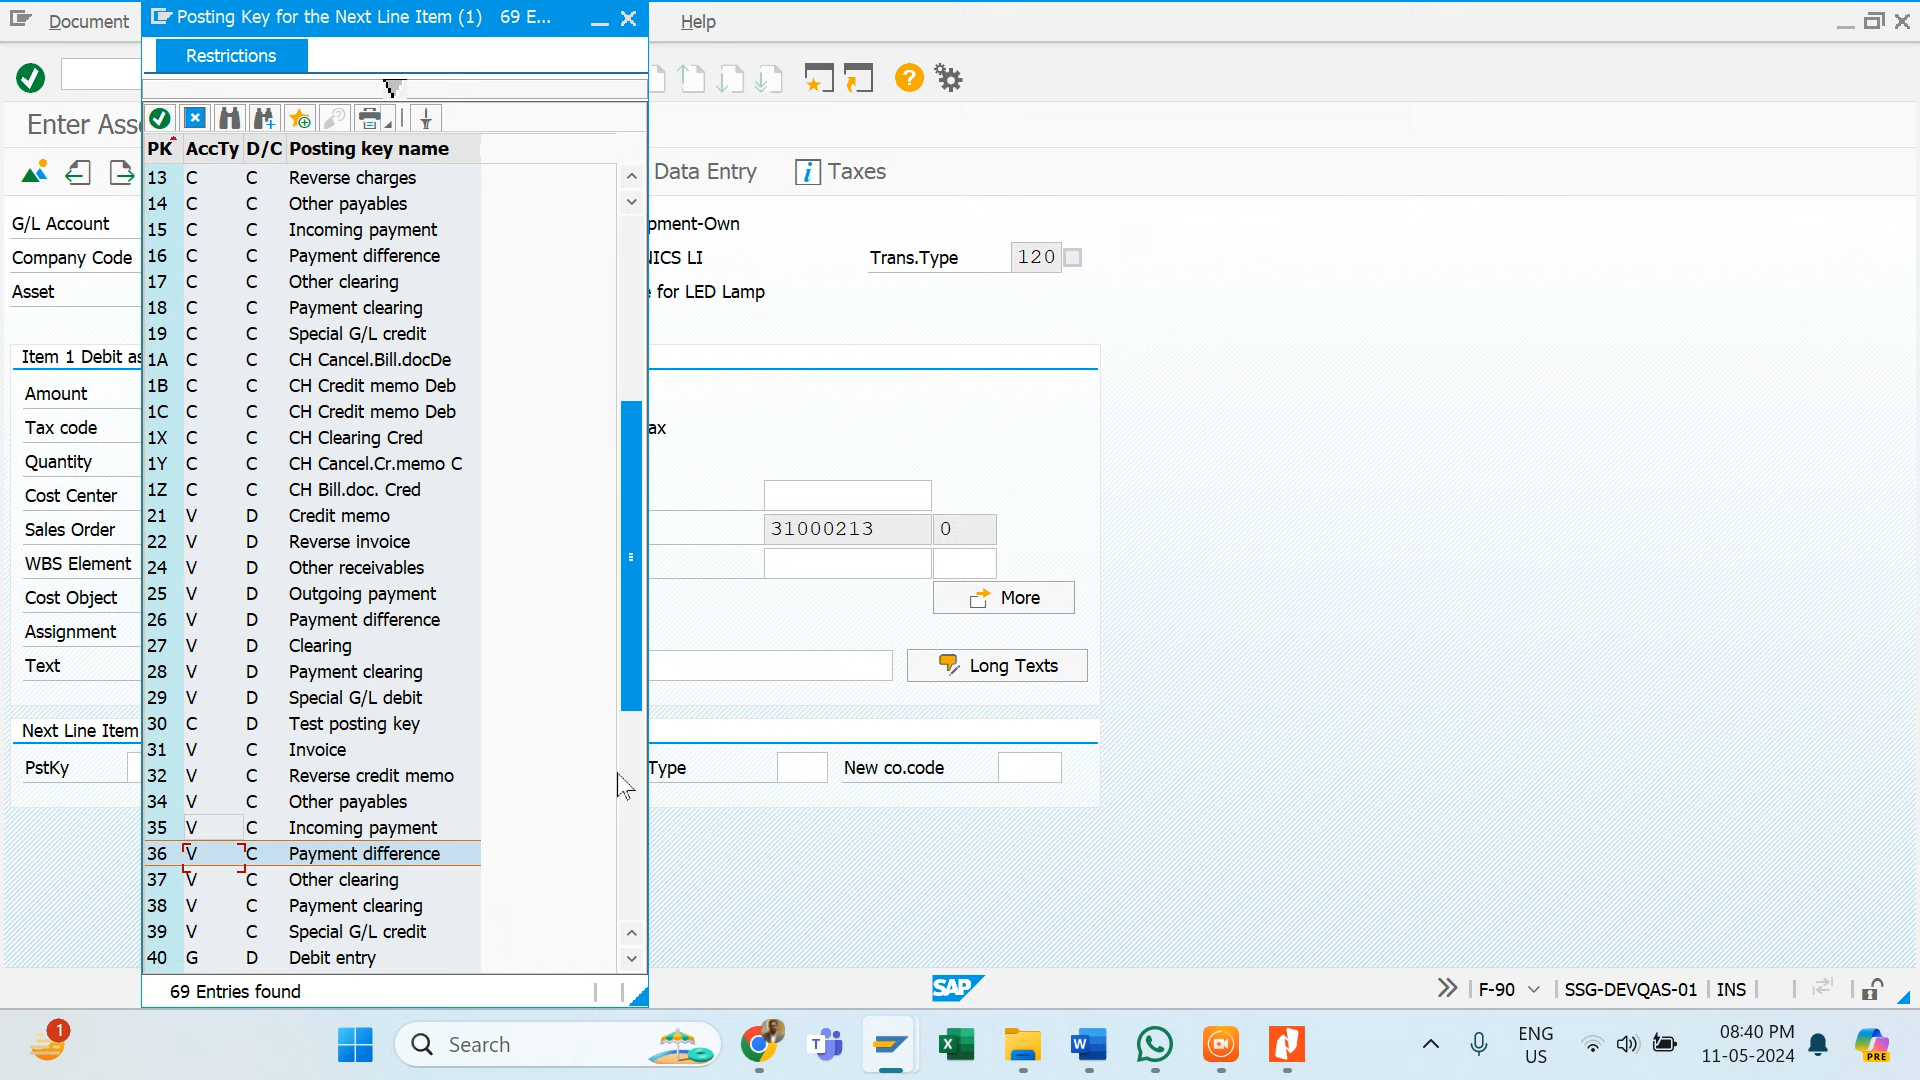 Document
Posting Key for the Next Line Item (1) 69 E...
Help
Restrictions
Enter Ass
PK AccTy D/C Posting key name
Data Entry
Taxes
13 C C Reverse charges
14 C C Other payables
15 C C Incoming payment
16 C C Payment difference
17 C C Other clearing
18 C C Payment clearing
19 C C Special G/L credit
1A C C CH Cancel.Bill.docDe
1B C C CH Credit memo Deb
1C C C CH Credit memo Deb
1X C C CH Clearing Cred
1Y C C CH Cancel.Cr.memo C
1Z C C CH Bill.doc. Cred
21 V D Credit memo
22 V D Reverse invoice
24 V D Other receivables
25 V D Outgoing payment
26 V D Payment difference
27 V D Clearing
28 V D Payment clearing
29 V D Special G/L debit
30 C D Test posting key
31 V C Invoice
32 V C Reverse credit memo
34 V C Other payables
35 V C Incoming payment
36 V C Payment difference
37 V C Other clearing
38 V C Payment clearing
39 V C Special G/L credit
40 G D Debit entry
69 Entries found
G/L Account
pment-Own
Company Code
NICS LI
Trans.Type 120
Asset
for LED Lamp
Item 1 Debit as
Amount
Tax code
ax
Quantity
Cost Center
Sales Order
31000213 0
WBS Element
Cost Object
More
Assignment
Text
Long Texts
Next Line Item
PstKy
Type
New co.code
SAP
F-90
SSG-DEVQAS-01
INS
1
Search
ENG
US
08:40 PM
11-05-2024
PRE